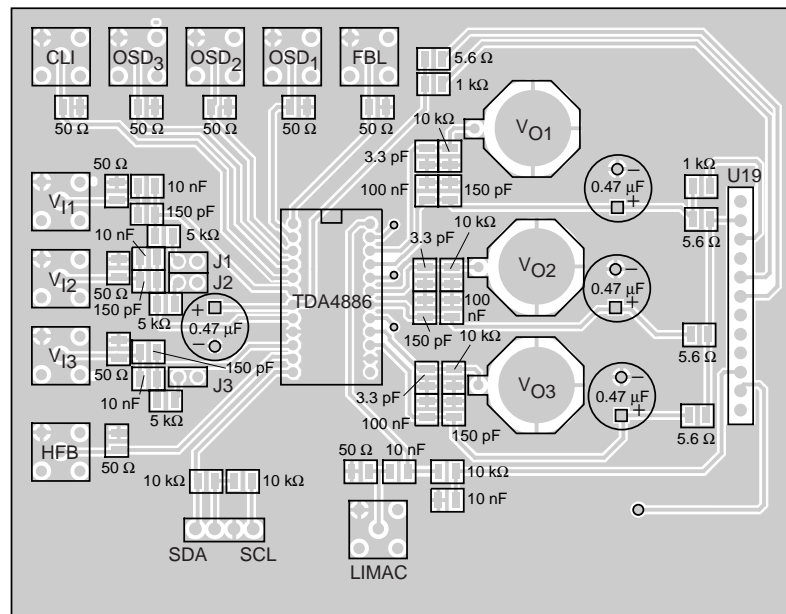 CLI OSD3 OSD2 OSD1 FBL
5.6 Ω
1 kΩ
50 Ω 50 Ω 50 Ω 50 Ω 50 Ω
10 kΩ
VO1
3.3 pF
100 nF 150 pF
0.47 µF
−
+
1 kΩ
U19
5.6 Ω
50 Ω
10 nF
VI1
150 pF
10 nF
5 kΩ
J1
J2
VI2
50 Ω
150 pF
5 kΩ
+
0.47 µF
−
TDA4886
3.3 pF
10 kΩ
VO2
100
nF
150 pF
−
0.47 µF
+
5.6 Ω
VI3
50 Ω
150 pF
10 nF
J3
5 kΩ
10 kΩ
3.3 pF
VO3
100 nF
150 pF
−
0.47 µF
+
5.6 Ω
HFB
50 Ω
10 kΩ 10 kΩ
SDA SCL
50 Ω 10 nF
10 kΩ
10 nF
LIMAC